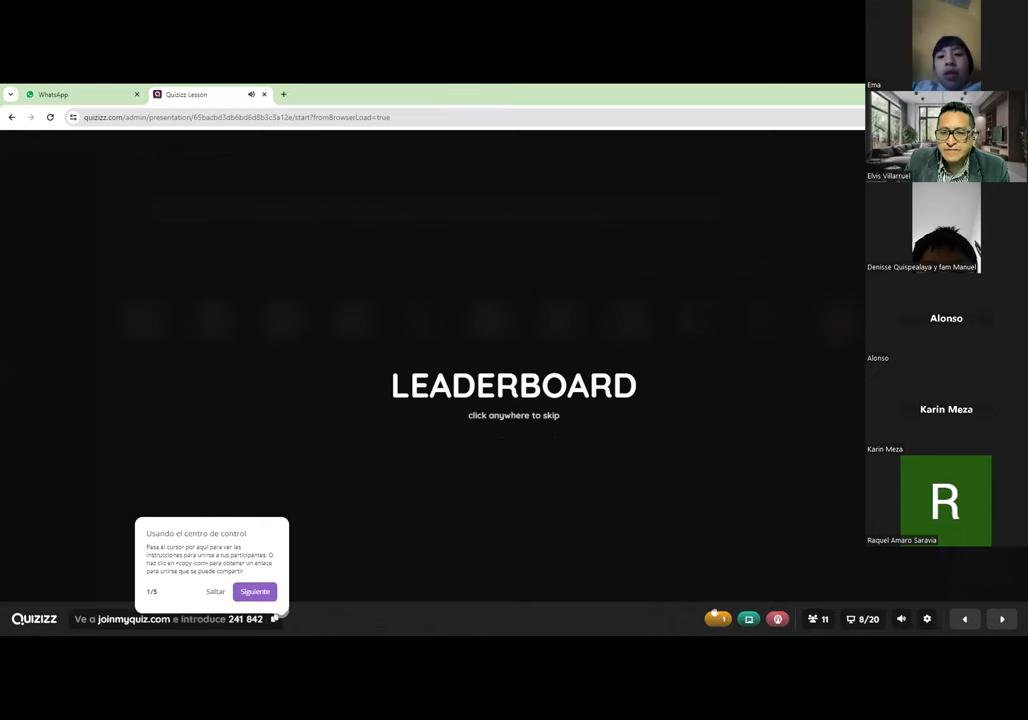 WhatsApp
Quizizz Lesson
quizizz.com/admin/presentation/65bacbd3db6bd6d8b3c3a12e/start?fromBrowserLoad=true
Ema
Elvis Villarruel
Denisse Quispealaya y fam Manuel
Alonso
Alonso
Karin Meza
Karin Meza
R
Raquel Amaro Saravia
LEADERBOARD
click anywhere to skip
Usando el centro de control
Pasa el cursor por aquí para ver las
instrucciones para unirse a tus participantes. O
haz clic en <copy icon> para obtener un enlace
para unirse que se puede compartir.
1/5
Saltar
Siguiente
QUIZIZZ
Ve a joinmyquiz.com e introduce 241 842
1
11
8/20